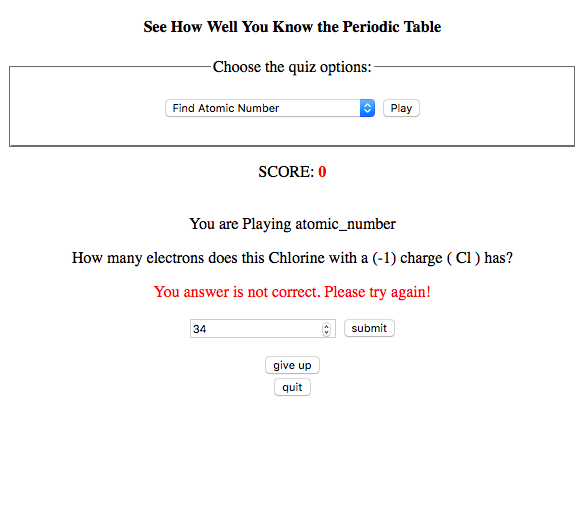 See How Well You Know the Periodic Table
Choose the quiz options:
Find Atomic Number
Play
SCORE: 0
You are Playing atomic_number
How many electrons does this Chlorine with a (-1) charge ( Cl ) has?
You answer is not correct. Please try again!
34
submit
give up
quit